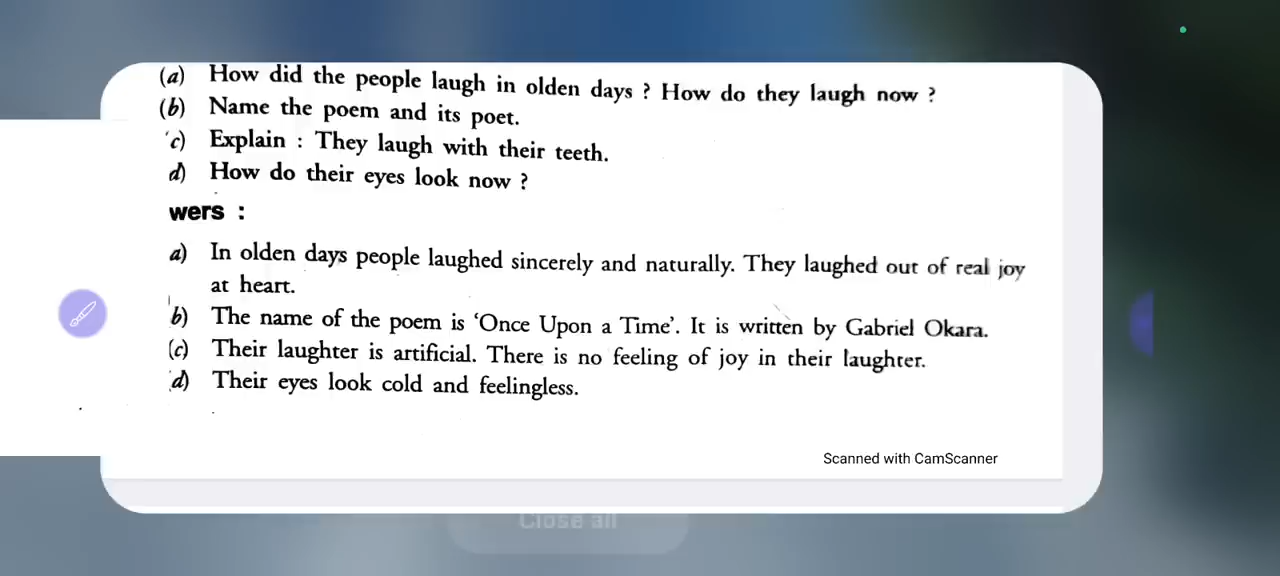 (a) How did the people laugh in olden days ? How do they laugh now ?
(b) Name the poem and its poet.
c) Explain : They laugh with their teeth.
d) How do their eyes look now ?
wers :
a) In olden days people laughed sincerely and naturally. They laughed out of real joy
at heart.
b) The name of the poem is ‘Once Upon a Time’. It is written by Gabriel Okara.
(c) Their laughter is artificial. There is no feeling of joy in their laughter.
d) Their eyes look cold and feelingless.
Scanned with CamScanner
Close all